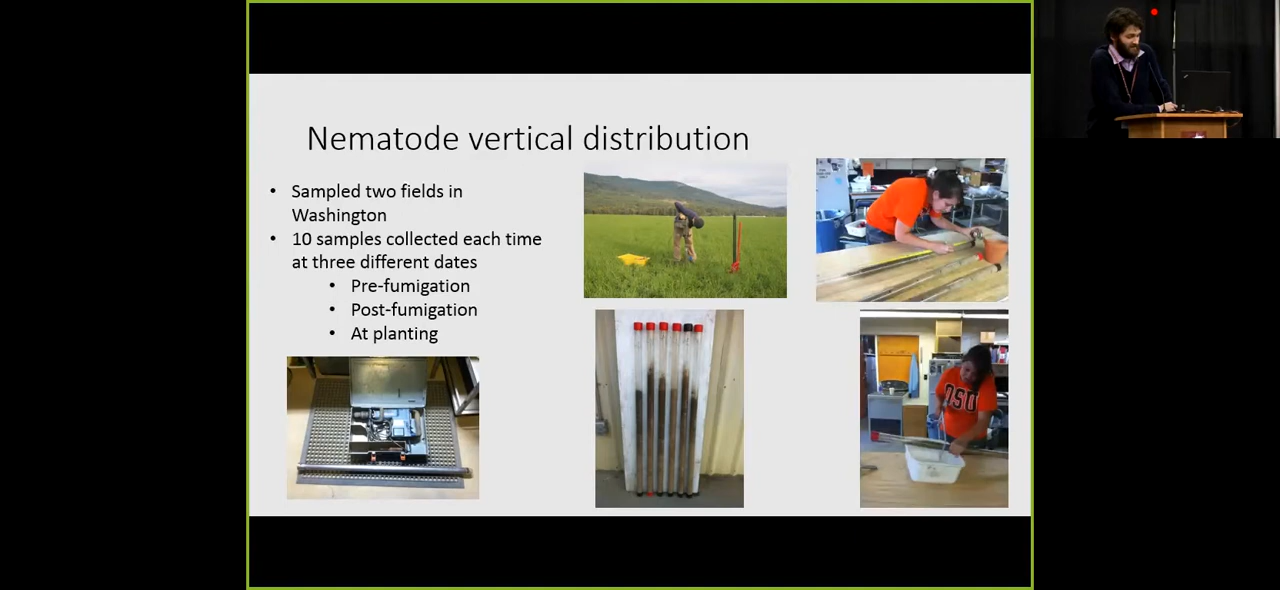 Nematode vertical distribution
• Sampled two fields in
Washington
• 10 samples collected each time
at three different dates
• Pre-fumigation
• Post-fumigation
• At planting
OSU